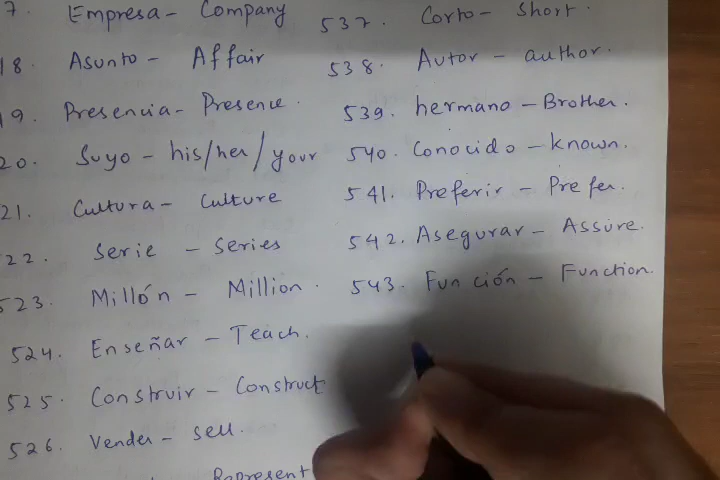 7. Empresa - Company
18. Asunto - Affair
19. Presencia - Presence.
20. Suyo - his/her/your
21. Cultura - Culture
22. Serie - Series
523. Millón - Million.
524. Enseñar - Teach.
525. Construir - Construct
526. Vender - sell.
Represent
537. Corto - Short.
538. Autor - author.
539. hermano - Brother.
540. Conocido - known.
541. Preferir - Prefer.
542. Asegurar - Assure.
543. Función - Function.